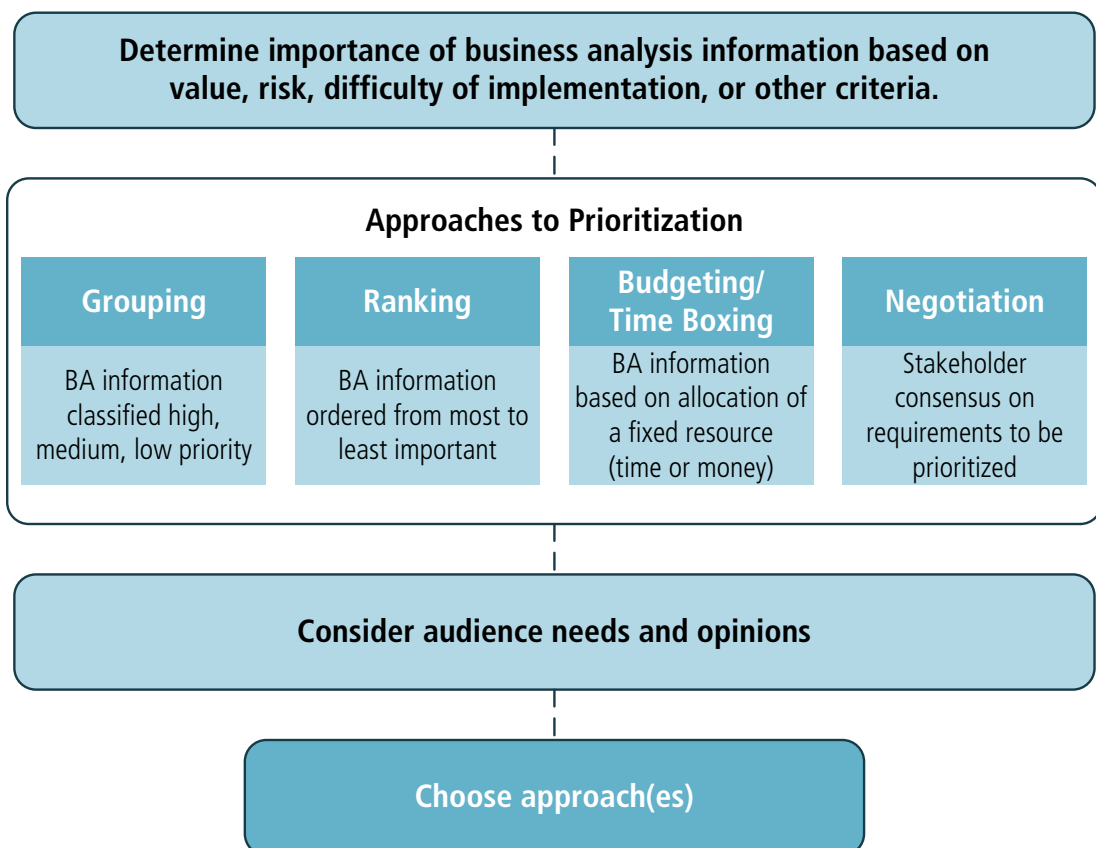 Determine importance of business analysis information based on
value, risk, difficulty of implementation, or other criteria.
Approaches to Prioritization
Grouping
BA information
classified high,
medium, low priority
Ranking
BA information
ordered from most to
least important
Budgeting/
Time Boxing
BA information
based on allocation of
a fixed resource
(time or money)
Negotiation
Stakeholder
consensus on
requirements to be
prioritized
Consider audience needs and opinions
Choose approach(es)